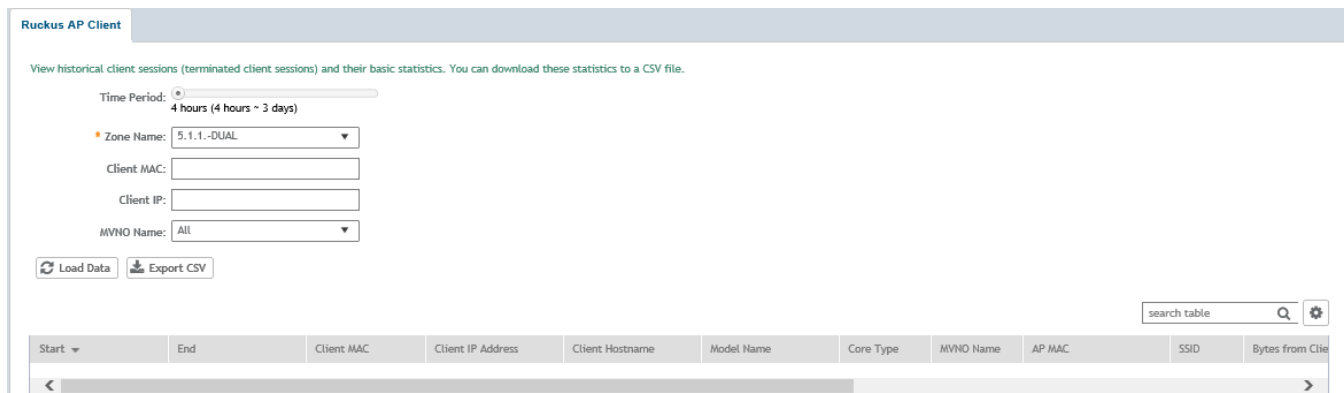 Ruckus AP Client
View historical client sessions (terminated client sessions) and their basic statistics. You can download these statistics to a CSV file.
Time Period:
4 hours (4 hours ~ 3 days)
* Zone Name: 5.1.1.-DUAL
Client MAC:
Client IP:
MVNO Name: All
Load Data Export CSV
search table
Start End Client MAC Client IP Address Client Hostname Model Name Core Type MVNO Name AP MAC SSID Bytes from Clie